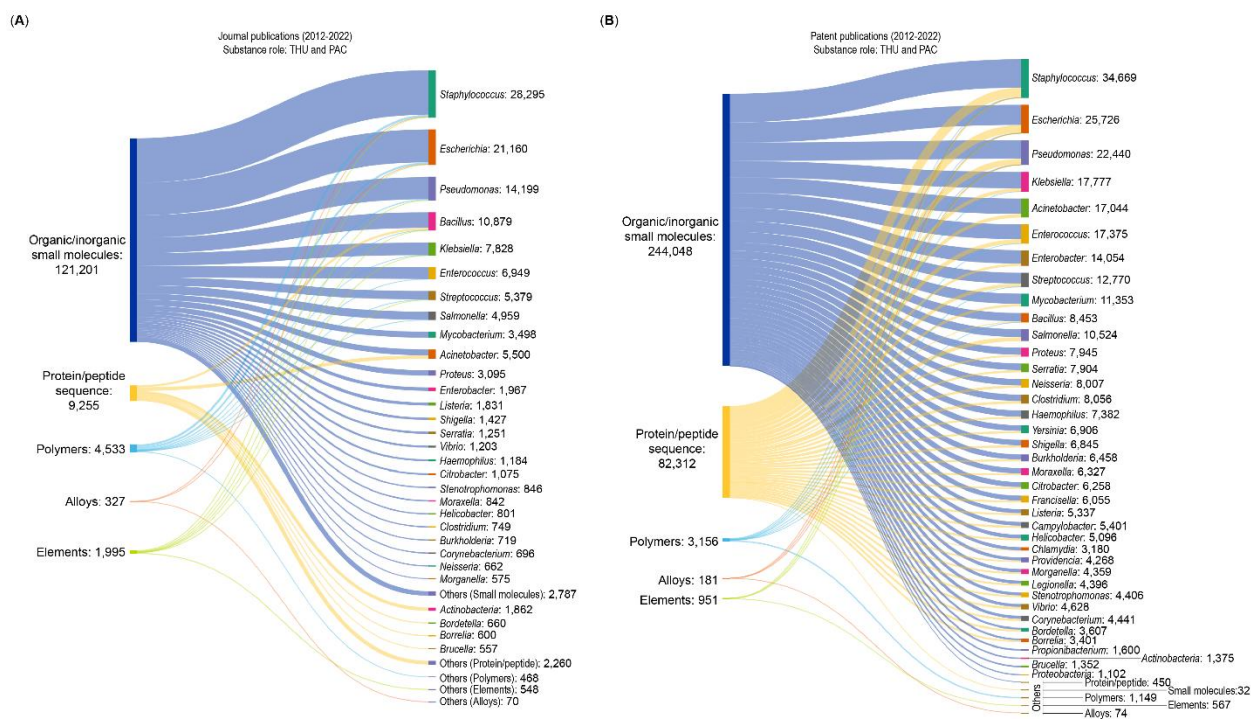 (A)
Journal publications (2012-2022)
Substance role: THU and PAC
Organic/inorganic
small molecules:
121,201
Protein/peptide
sequence:
9,255
Polymers: 4,533
Alloys: 327
Elements: 1,995
Staphylococcus: 28,295
Escherichia: 21,160
Pseudomonas: 14,199
Bacillus: 10,879
Klebsiella: 7,828
Enterococcus: 6,949
Streptococcus: 5,379
Salmonella: 4,959
Mycobacterium: 3,498
Acinetobacter: 5,500
Proteus: 3,095
Enterobacter: 1,967
Listeria: 1,831
Shigella: 1,427
Serratia: 1,251
Vibrio: 1,203
Haemophilus: 1,184
Citrobacter: 1,075
Stenotrophomonas: 846
Moraxella: 842
Helicobacter: 801
Clostridium: 749
Burkholderia: 719
Corynebacterium: 696
Neisseria: 662
Morganella: 575
Others (Small molecules): 2,787
Actinobacteria: 1,862
Bordetella: 660
Borrelia: 600
Brucella: 557
Others (Protein/peptide): 2,260
Others (Polymers): 468
Others (Elements): 548
Others (Alloys): 70
(B)
Patent publications (2012-2022)
Substance role: THU and PAC
Organic/inorganic
small molecules:
244,048
Protein/peptide
sequence:
82,312
Polymers: 3,156
Alloys: 181
Elements: 951
Staphylococcus: 34,669
Escherichia: 25,726
Pseudomonas: 22,440
Klebsiella: 17,777
Acinetobacter: 17,044
Enterococcus: 17,375
Enterobacter: 14,054
Streptococcus: 12,770
Mycobacterium: 11,353
Bacillus: 8,453
Salmonella: 10,524
Proteus: 7,945
Serratia: 7,904
Neisseria: 8,007
Clostridium: 8,056
Haemophilus: 7,382
Yersinia: 6,906
Shigella: 6,845
Burkholderia: 6,458
Moraxella: 6,327
Citrobacter: 6,258
Francisella: 6,055
Listeria: 5,337
Campylobacter: 5,401
Helicobacter: 5,096
Chlamydia: 3,180
Providencia: 4,268
Morganella: 4,359
Legionella: 4,396
Stenotrophomonas: 4,406
Vibrio: 4,628
Corynebacterium: 4,441
Bordetella: 3,607
Borrelia: 3,401
Propionibacterium: 1,600
Actinobacteria: 1,375
Brucella: 1,352
Proteobacteria: 1,102
Others
Protein/peptide: 450
Small molecules:32
Polymers: 1,149
Elements: 567
Alloys: 74